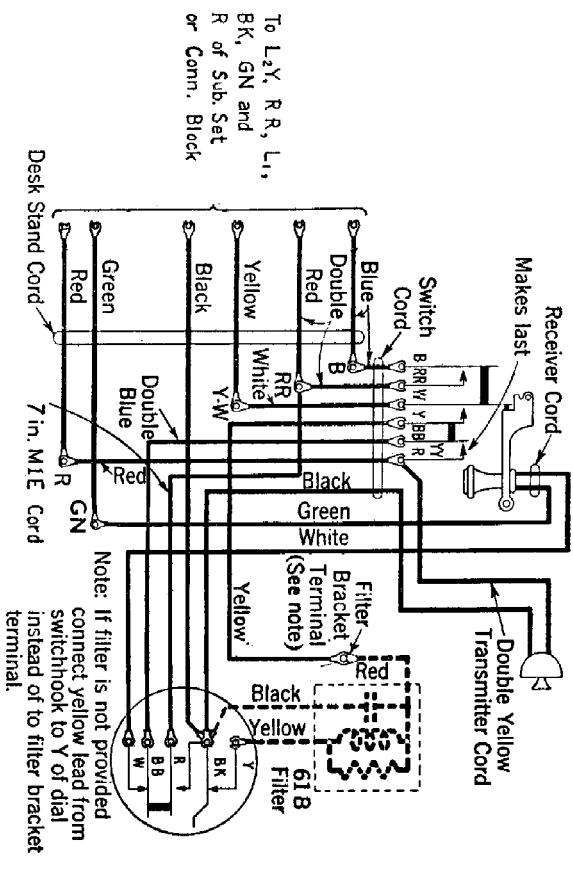 To L₂Y, R R, L₁,
BK, GN and
R of Sub. Set
or Conn. Block
Desk Stand Cord
Red
Green
Black
Yellow
Red
Double
Blue
Switch
Cord
Makes last
Receiver Cord
B RR W Y BB R
YY
B
RR
White
Y-W
Double
Blue
Red
R
GN
7 in. M1E Cord
Black
Green
White
Yellow
Filter
Bracket
Terminal
(See note)
Red
Double Yellow
Transmitter Cord
Black
Yellow
61B
Filter
W BB R BK Y
Note: If filter is not provided
connect yellow lead from
switchhook to Y of dial
instead of to filter bracket
terminal.